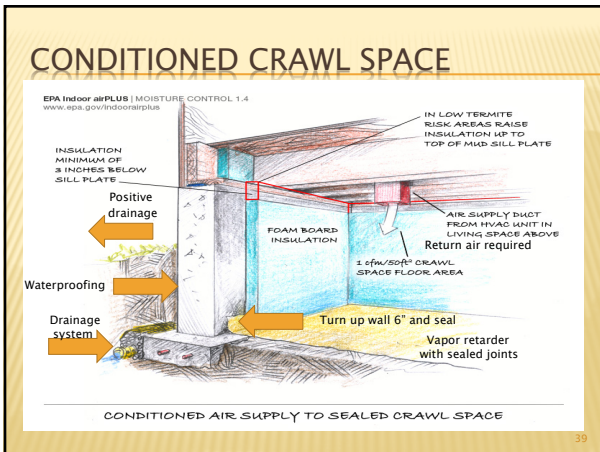 CONDITIONED CRAWL SPACE
EPA Indoor airPLUS | MOISTURE CONTROL 1.4
www.epa.gov/indoorairplus
IN LOW TERMITE
RISK AREAS RAISE
INSULATION UP TO
TOP OF MUD SILL PLATE
INSULATION
MINIMUM OF
3 INCHES BELOW
SILL PLATE
Positive
drainage
FOAM BOARD
INSULATION
AIR SUPPLY DUCT
FROM HVAC UNIT IN
LIVING SPACE ABOVE
Return air required
1 cfm/50ft² CRAWL
SPACE FLOOR AREA
Waterproofing
Drainage
system
Turn up wall 6" and seal
Vapor retarder
with sealed joints
CONDITIONED AIR SUPPLY TO SEALED CRAWL SPACE
39